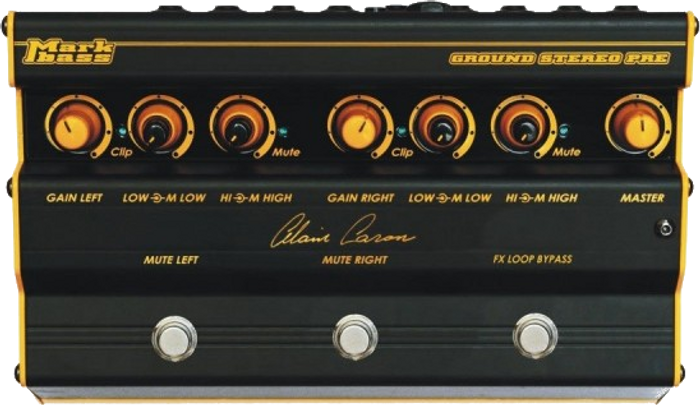 Mark
bass
GROUND STEREO PRE
Clip
Mute
Clip
Mute
GAIN LEFT
LOW M LOW
HI M HIGH
GAIN RIGHT
LOW M LOW
HI M HIGH
MASTER
Alain Caron
MUTE LEFT
MUTE RIGHT
FX LOOP BYPASS